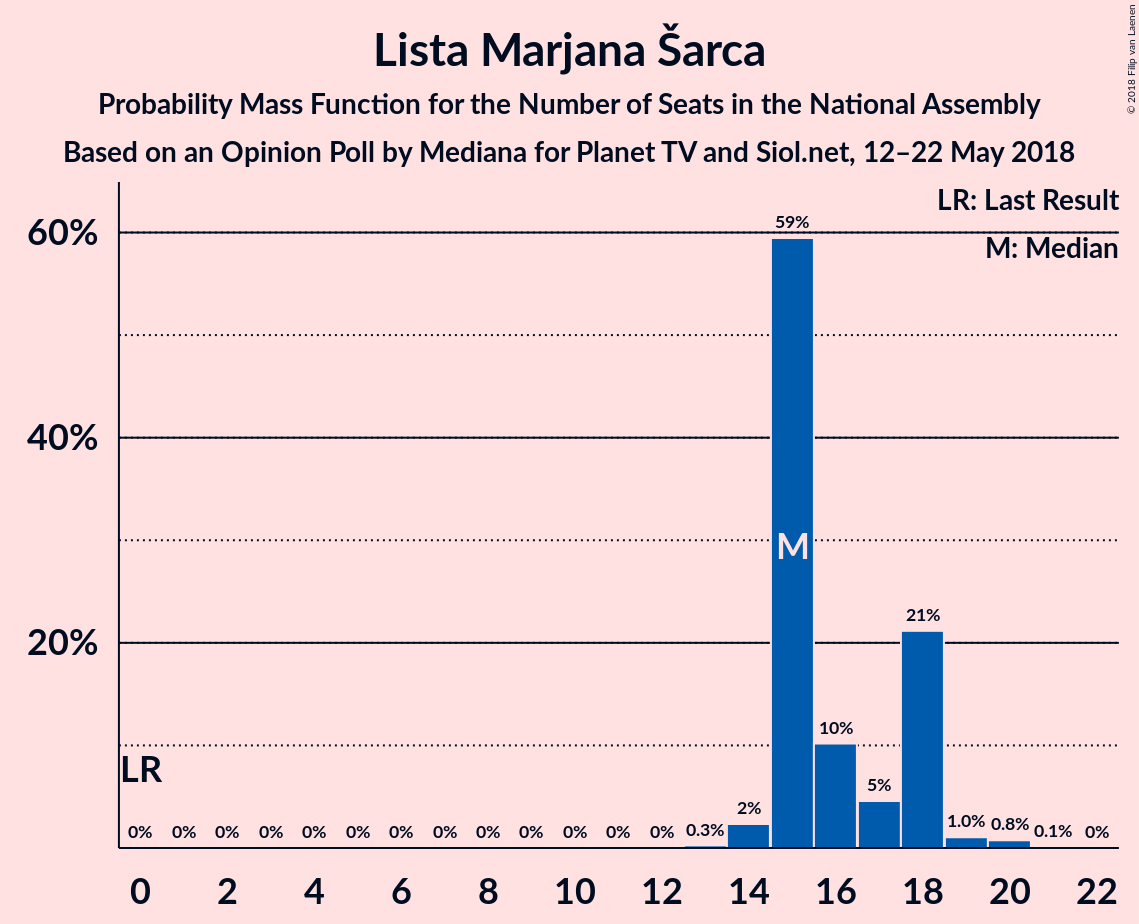 Lista Marjana Šarca
Probability Mass Function for the Number of Seats in the National Assembly
Based on an Opinion Poll by Mediana for Planet TV and Siol.net, 12–22 May 2018
© 2018 Filip van Laenen
LR: Last Result
M: Median
60%
40%
20%
59%
M
21%
10%
5%
LR
0% 0% 0% 0% 0% 0% 0% 0% 0% 0% 0% 0% 0% 0.3% 2% 1.0% 0.8% 0.1% 0%
0 2 4 6 8 10 12 14 16 18 20 22